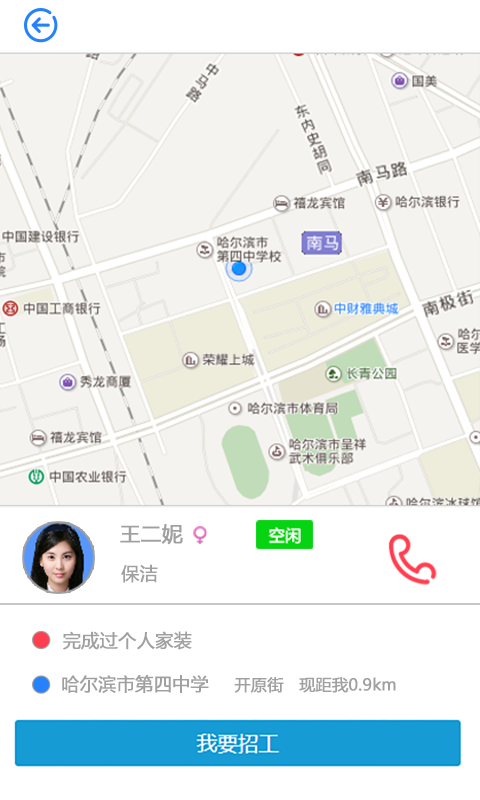 中宣街
国美
东内史胡同
南马路
禧龙宾馆
哈尔滨银行
中国建设银行
哈尔滨市
第四中学校
南马
中国工商银行
中财雅典城
南极街
哈尔
医学
荣耀上城
长青公园
秀龙商厦
哈尔滨市体育局
禧龙宾馆
哈尔滨市呈祥
武术俱乐部
中国农业银行
哈尔滨冰球馆
王二妮
空闲
保洁
完成过个人家装
哈尔滨市第四中学 开原街 现距我0.9km
我要招工